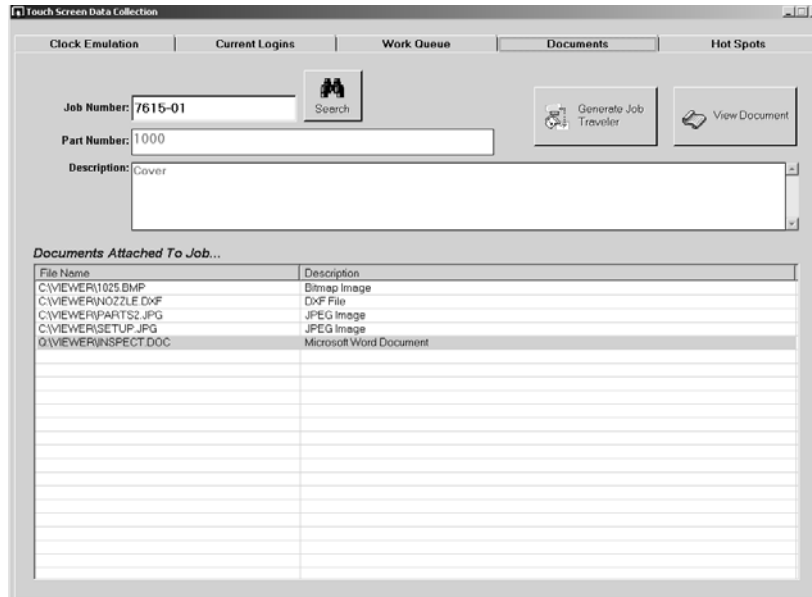 Touch Screen Data Collection
Clock Emulation Current Logins Work Queue Documents Hot Spots
Job Number: 7615-01 Search Generate Job Traveler View Document
Part Number: 1000
Description: Cover
Documents Attached To Job...
File Name Description
C:\VIEWER\1025.BMP Bitmap Image
C:\VIEWER\NOZZLE.DXF DXF File
C:\VIEWER\PARTS2.JPG JPEG Image
C:\VIEWER\SETUP.JPG JPEG Image
Q:\VIEWER\INSPECT.DOC Microsoft Word Document